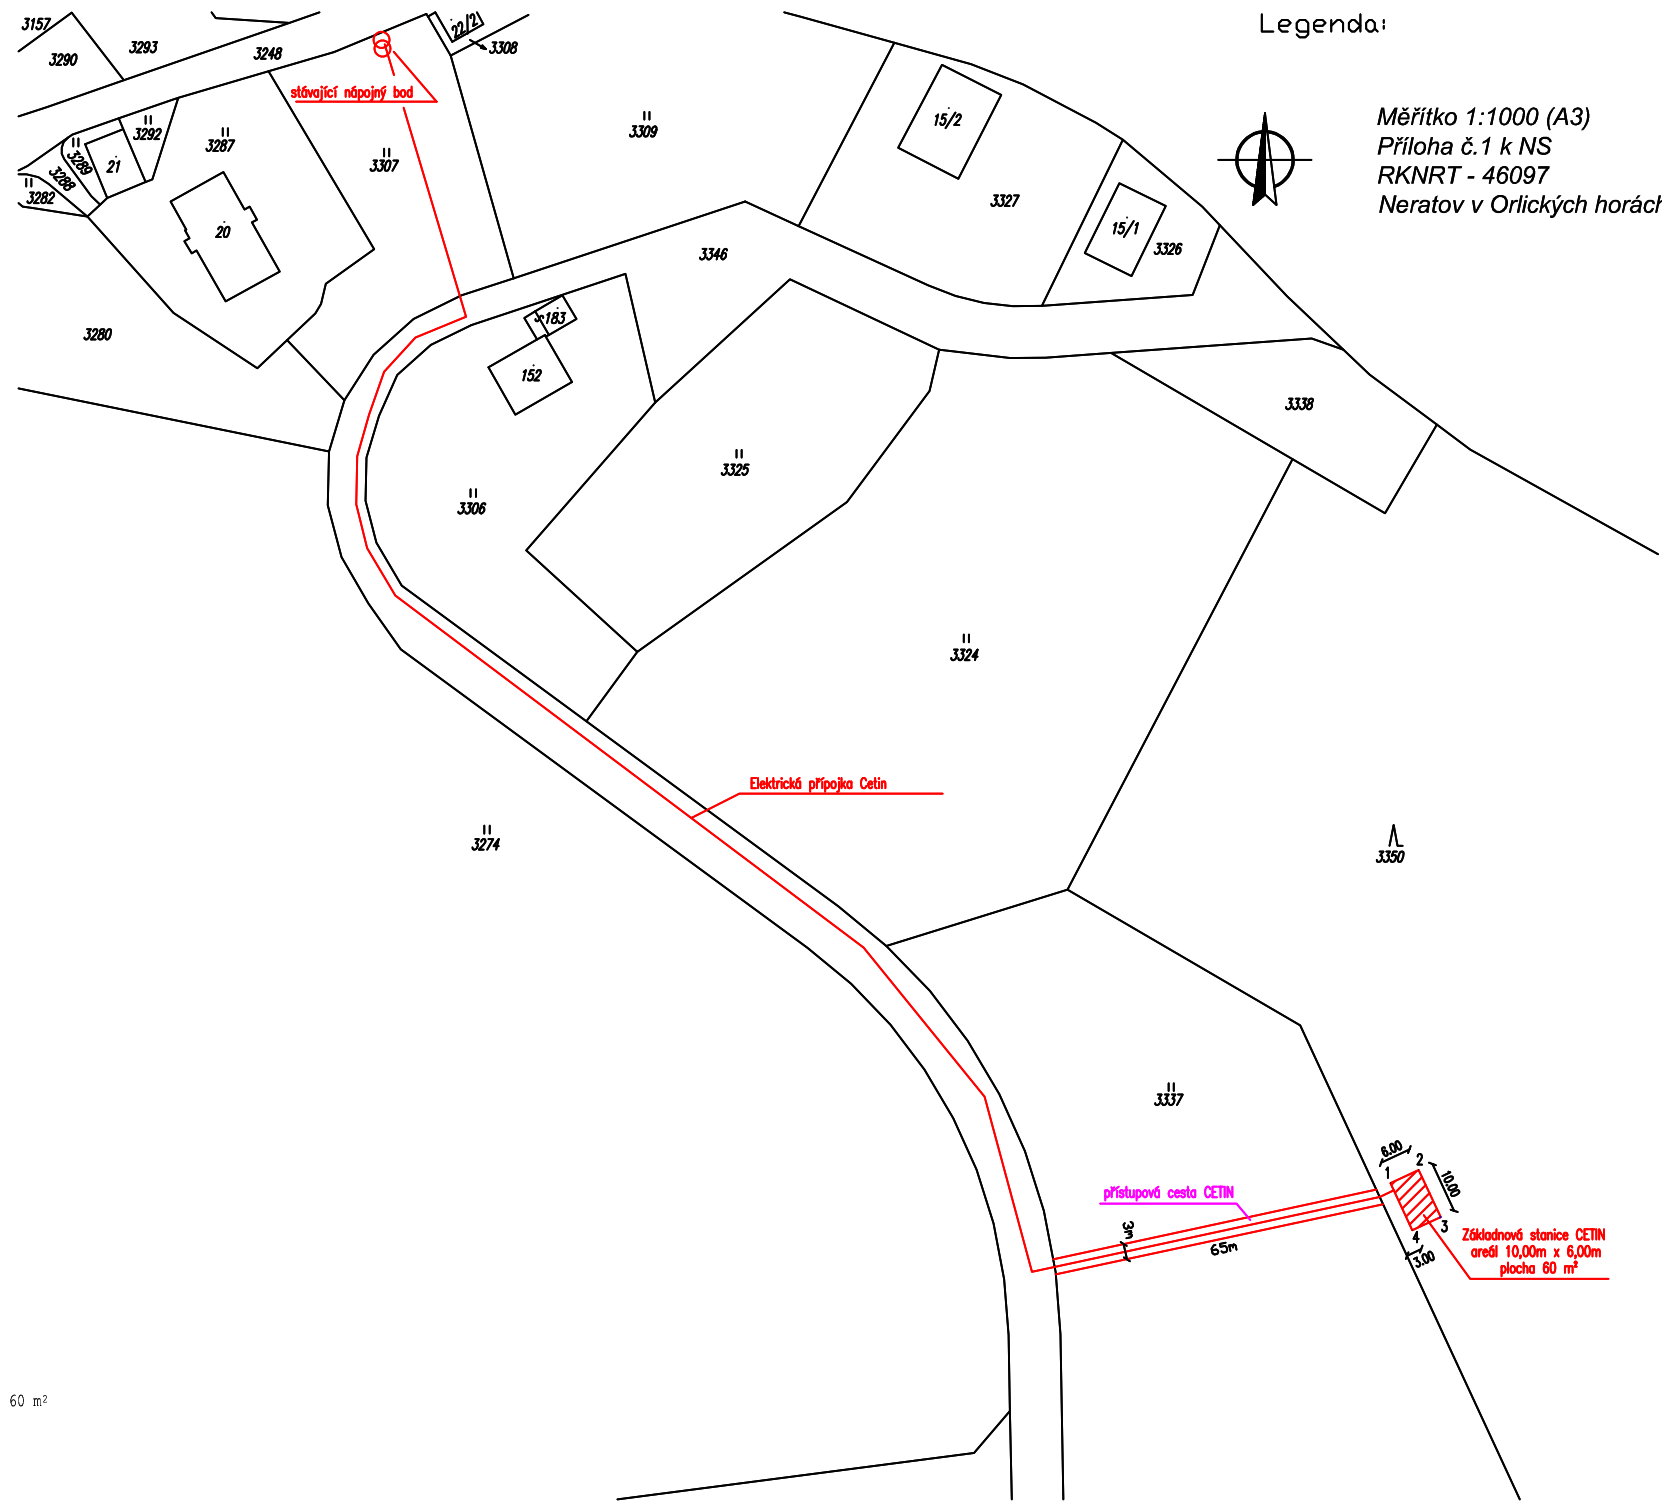 Legenda:
Měřítko 1:1000 (A3)
Příloha č.1 k NS
RKNRT - 46097
Neratov v Orlických horách
3157
3290
3293
3248
22/2
3308
stávající nápojný bod
3292
3287
3289
3288
3282
21
20
3307
3309
15/2
3327
15/1
3326
3346
3280
183
152
3338
3325
3306
3324
Elektrická přípojka Cetin
3274
3350
3337
6.00
1
2
10.00
3
4
3.00
přístupová cesta CETIN
3m
65m
Základnová stanice CETIN
areál 10,00m x 6,00m
plocha 60 m²
60 m²